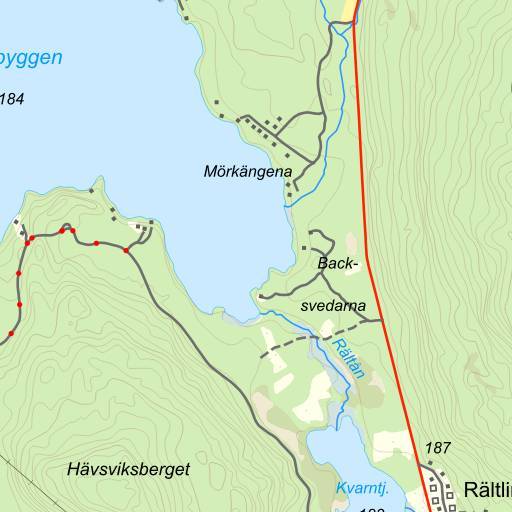 byggen
184
Mörkängena
Back-
svedarna
Rältån
187
Hävsviksberget
Rältlin
Kvarntj.